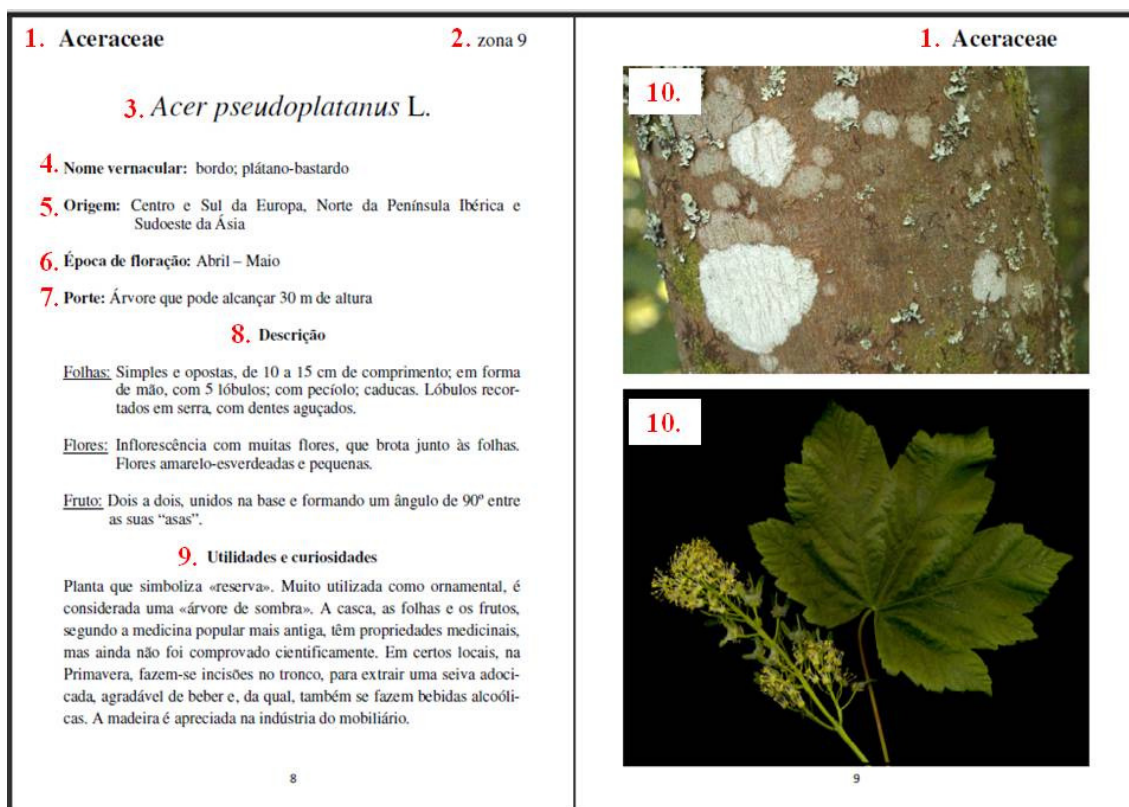 1. Aceraceae
2. zona 9
3. Acer pseudoplatanus L.
4. Nome vernacular: bordo; plátano-bastardo
5. Origem: Centro e Sul da Europa, Norte da Península Ibérica e
Sudoeste da Ásia
6. Época de floração: Abril – Maio
7. Porte: Árvore que pode alcançar 30 m de altura
8. Descrição
Folhas: Simples e opostas, de 10 a 15 cm de comprimento; em forma
de mão, com 5 lóbulos; com pecíolo; caducas. Lóbulos recor-
tados em serra, com dentes aguçados.
Flores: Inflorescência com muitas flores, que brota junto às folhas.
Flores amarelo-esverdeadas e pequenas.
Fruto: Dois a dois, unidos na base e formando um ângulo de 90º entre
as suas “asas”.
9. Utilidades e curiosidades
Planta que simboliza «reserva». Muito utilizada como ornamental, é
considerada uma «árvore de sombra». A casca, as folhas e os frutos,
segundo a medicina popular mais antiga, têm propriedades medicinais,
mas ainda não foi comprovado cientificamente. Em certos locais, na
Primavera, fazem-se incisões no tronco, para extrair uma seiva adoci-
cada, agradável de beber e, da qual, também se fazem bebidas alcoóli-
cas. A madeira é apreciada na indústria do mobiliário.
8
1. Aceraceae
10.
10.
9